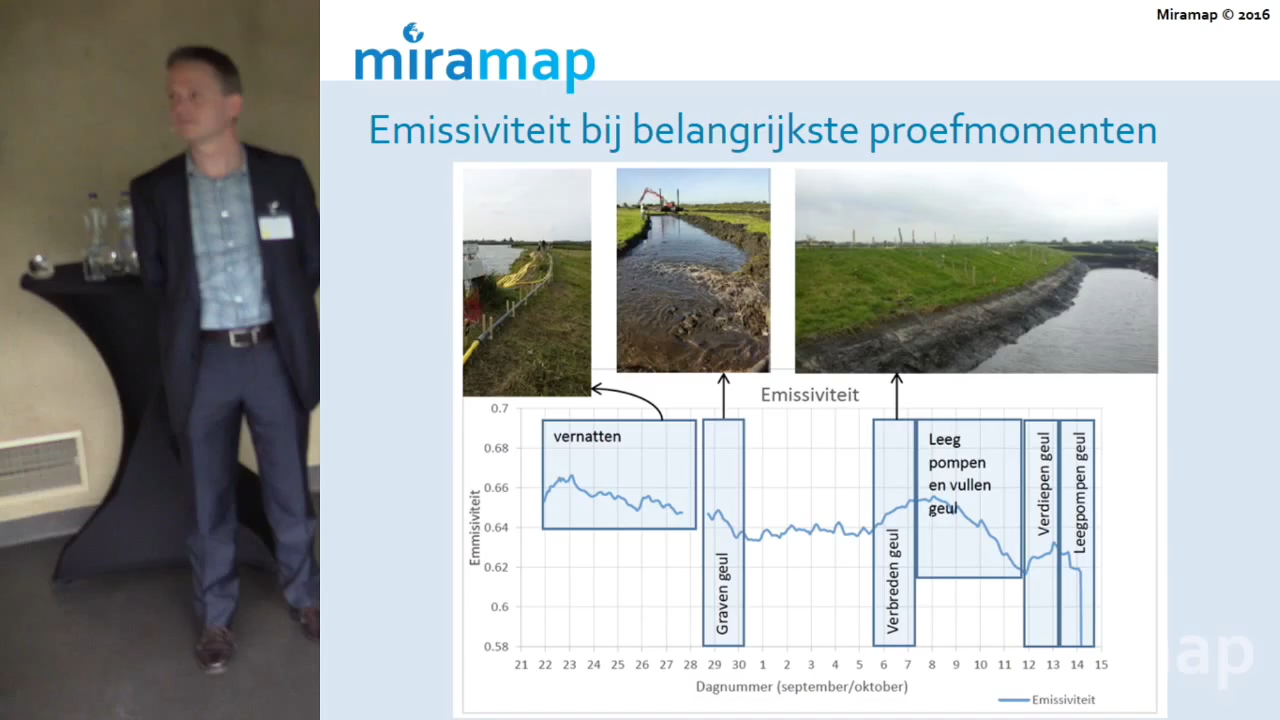 Miramap © 2016
miramap
Emissiviteit bij belangrijkste proefmomenten
Emissiviteit
0.7
0.68
0.66
0.64
0.62
0.6
0.58
Emmisiviteit
vernatten
Graven geul
Verbreden geul
Leeg
pompen
en vullen
geul
Verdiepen geul
Leegpompen geul
21 22 23 24 25 26 27 28 29 30 1 2 3 4 5 6 7 8 9 10 11 12 13 14 15
Dagnummer (september/oktober)
Emissiviteit
ap